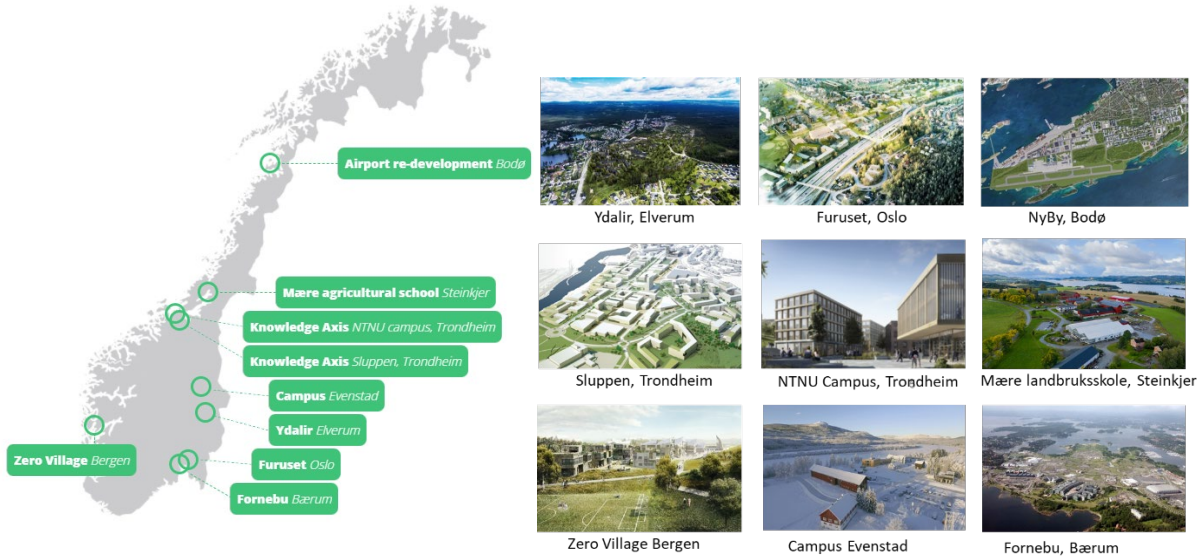 Airport re-development Bodø
Mære agricultural school Steinkjer
Knowledge Axis NTNU campus, Trondheim
Knowledge Axis Sluppen, Trondheim
Campus Evenstad
Ydalir Elverum
Zero Village Bergen
Furuset Oslo
Fornebu Bærum
Ydalir, Elverum
Furuset, Oslo
NyBy, Bodø
Sluppen, Trondheim
NTNU Campus, Trondheim
Mære landbruksskole, Steinkjer
Zero Village Bergen
Campus Evenstad
Fornebu, Bærum